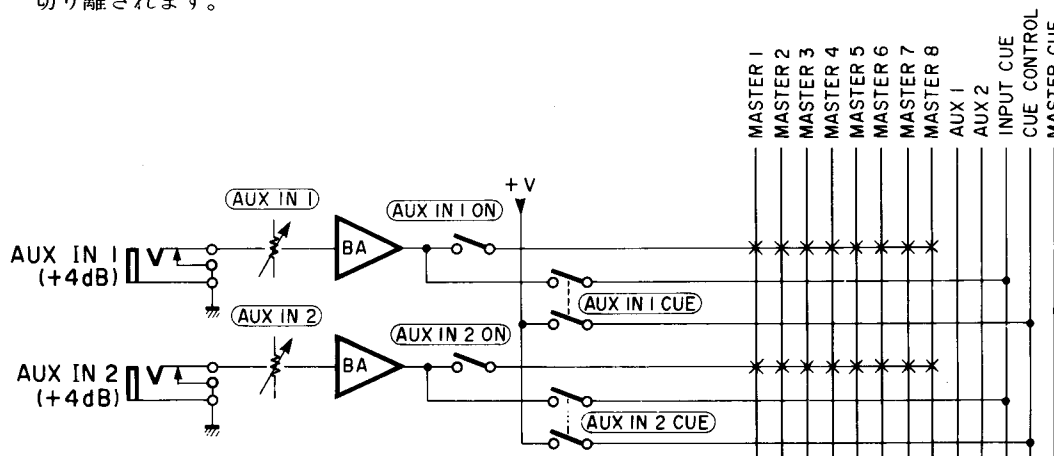 切り離されます。
MASTER 1
MASTER 2
MASTER 3
MASTER 4
MASTER 5
MASTER 6
MASTER 7
MASTER 8
AUX 1
AUX 2
INPUT CUE
CUE CONTROL
MASTER CUE
+V
AUX IN 1
BA
AUX IN 1 ON
AUX IN 1
(+4dB)
AUX IN 1 CUE
AUX IN 2
BA
AUX IN 2 ON
AUX IN 2
(+4dB)
AUX IN 2 CUE